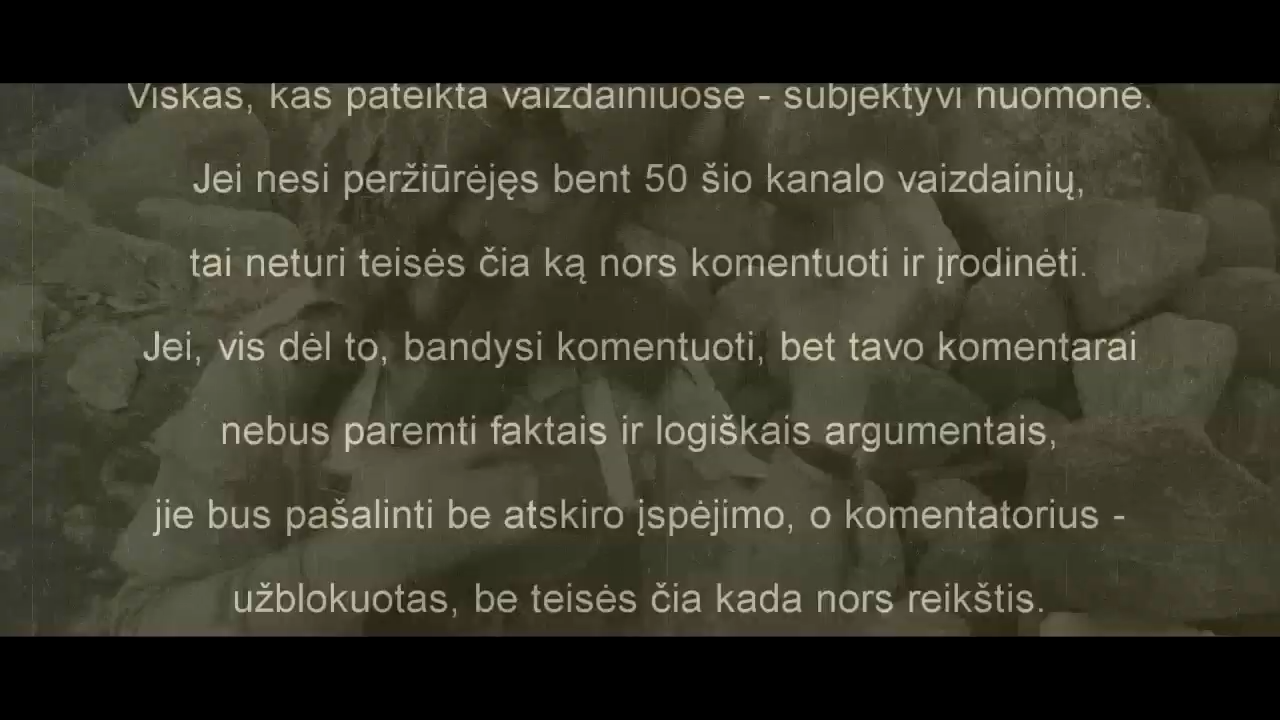 Viskas, kas pateikta vaizdainiuose - subjektyvi nuomonė.
Jei nesi peržiūrėjęs bent 50 šio kanalo vaizdainių,
tai neturi teisės čia ką nors komentuoti ir įrodinėti.
Jei, vis dėl to, bandysi komentuoti, bet tavo komentarai
nebus paremti faktais ir logiškais argumentais,
jie bus pašalinti be atskiro įspėjimo, o komentatorius -
užblokuotas, be teisės čia kada nors reikštis.